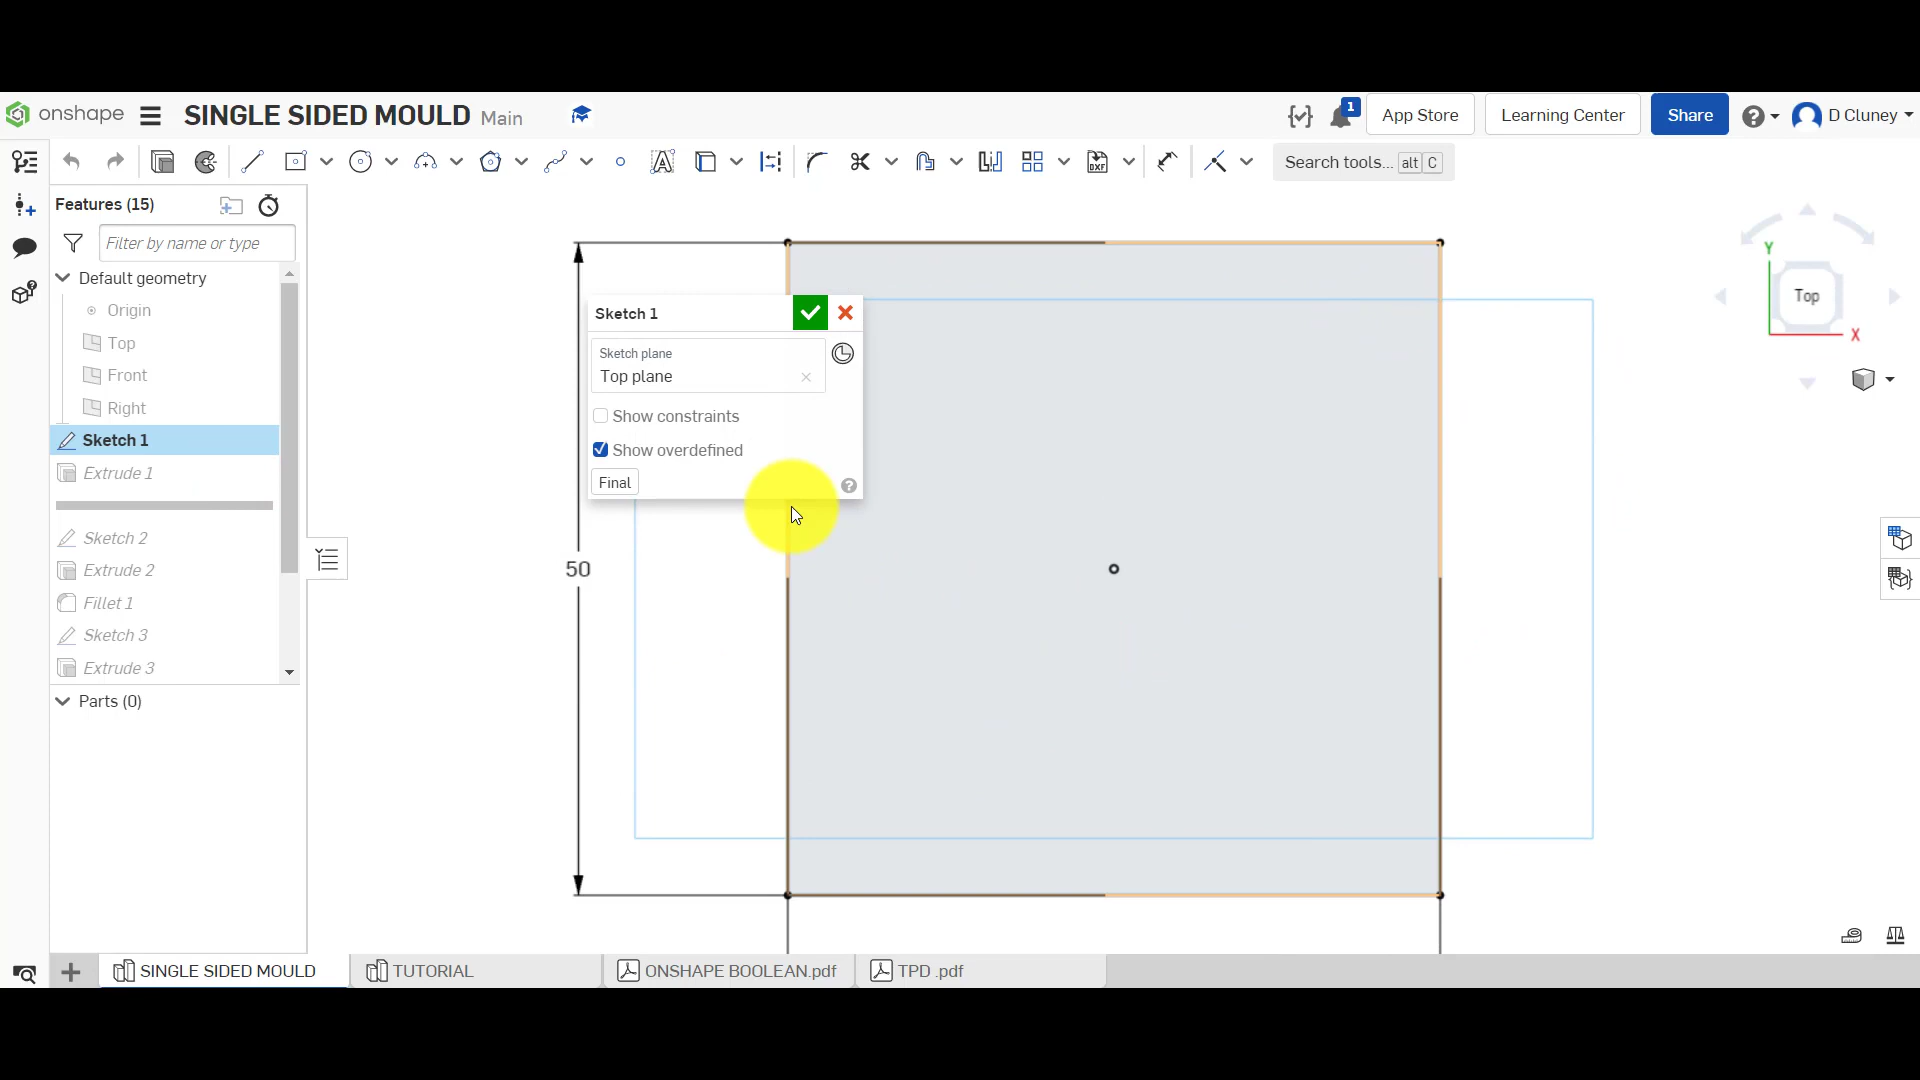 onshape SINGLE SIDED MOULD Main 1 App Store Learning Center Share D Cluney
DXF Search tools... alt C
Features (15)
Filter by name or type
Default geometry
Origin
Top
Front
Right
Sketch 1
Extrude 1
Sketch 2
Extrude 2
Fillet 1
Sketch 3
Extrude 3
Parts (0)
Sketch 1
Sketch plane
Top plane
Show constraints
Show overdefined
Final
50
Y
Top
X
SINGLE SIDED MOULD TUTORIAL ONSHAPE BOOLEAN.pdf TPD .pdf